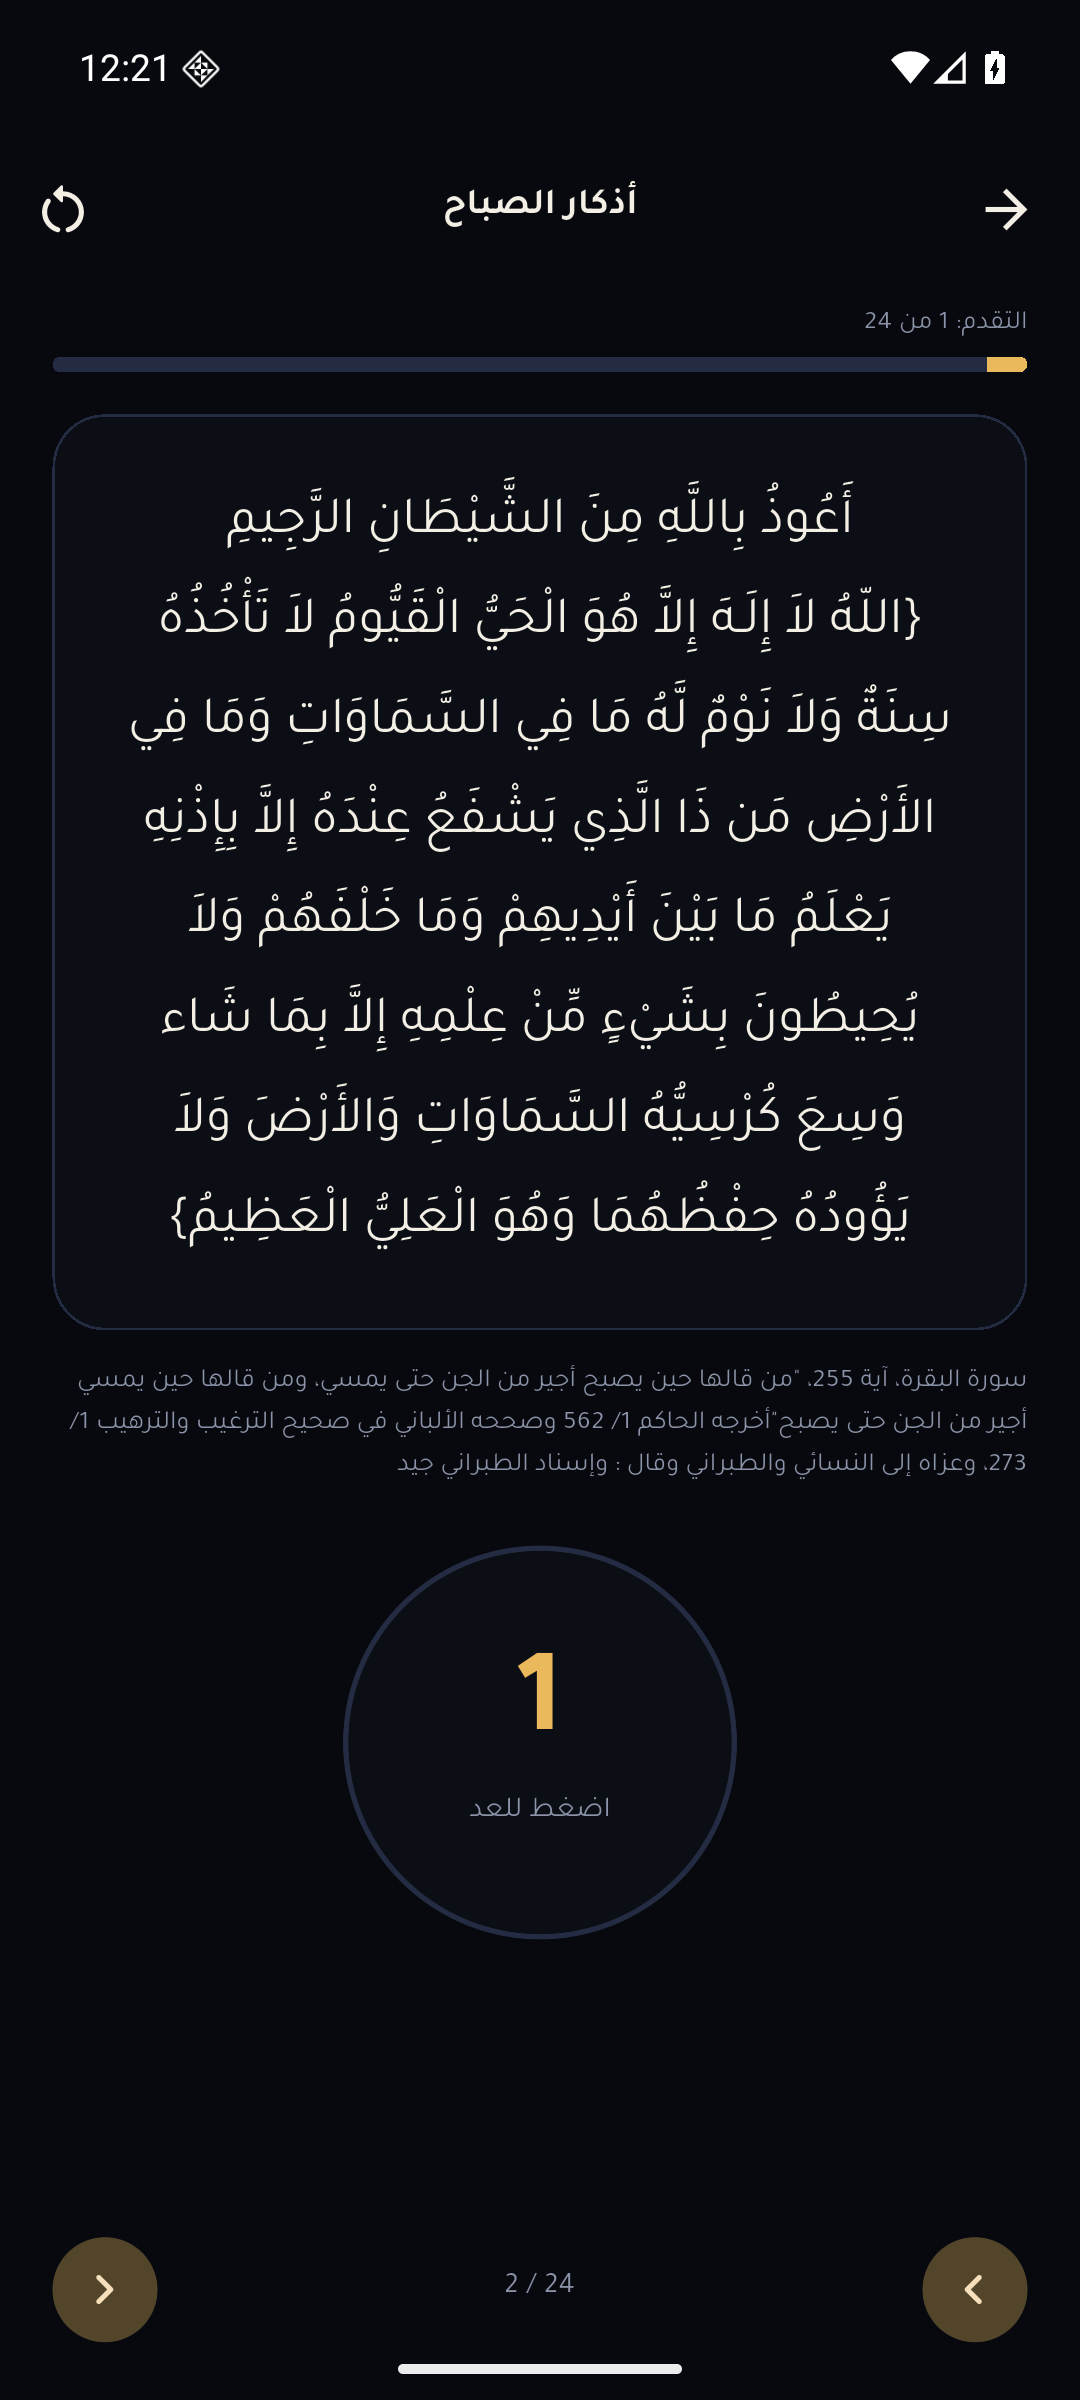 12:21
أذكار الصباح
التقدم: 1 من 24
أَعُوذُ بِاللَّهِ مِنَ الشَّيْطَانِ الرَّجِيمِ
{اللّهُ لاَ إِلَـهَ إِلاَّ هُوَ الْحَيُّ الْقَيُّومُ لاَ تَأْخُذُهُ
سِنَةٌ وَلاَ نَوْمٌ لَّهُ مَا فِي السَّمَاوَاتِ وَمَا فِي
الأَرْضِ مَن ذَا الَّذِي يَشْفَعُ عِنْدَهُ إِلاَّ بِإِذْنِهِ
يَعْلَمُ مَا بَيْنَ أَيْدِيهِمْ وَمَا خَلْفَهُمْ وَلاَ
يُحِيطُونَ بِشَيْءٍ مِّنْ عِلْمِهِ إِلاَّ بِمَا شَاء
وَسِعَ كُرْسِيُّهُ السَّمَاوَاتِ وَالأَرْضَ وَلاَ
يَؤُودُهُ حِفْظُهُمَا وَهُوَ الْعَلِيُّ الْعَظِيمُ}
سورة البقرة، آية 255، "من قالها حين يصبح أجير من الجن حتى يمسي، ومن قالها حين يمسي
أجير من الجن حتى يصبح"أخرجه الحاكم 1/ 562 وصححه الألباني في صحيح الترغيب والترهيب 1/
273، وعزاه إلى النسائي والطبراني وقال : وإسناد الطبراني جيد
1
اضغط للعد
2 / 24